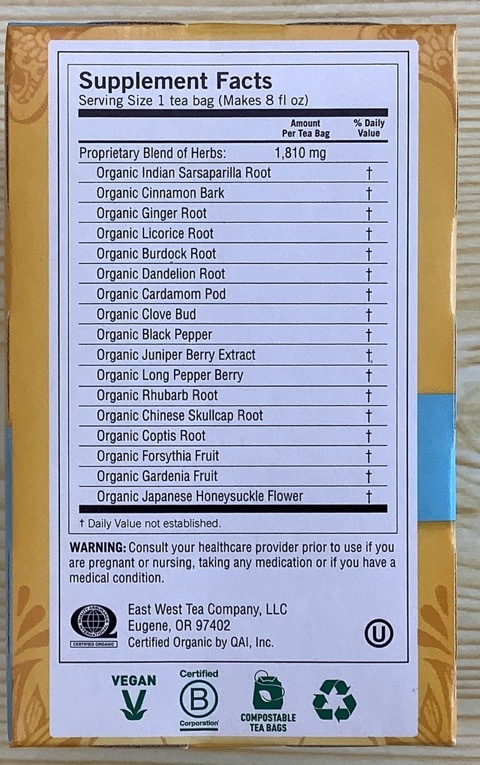 Supplement Facts
Serving Size 1 tea bag (Makes 8 fl oz)
Amount Per Tea Bag
% Daily Value
Proprietary Blend of Herbs: 1,810 mg
Organic Indian Sarsaparilla Root †
Organic Cinnamon Bark †
Organic Ginger Root †
Organic Licorice Root †
Organic Burdock Root †
Organic Dandelion Root †
Organic Cardamom Pod †
Organic Clove Bud †
Organic Black Pepper †
Organic Juniper Berry Extract †
Organic Long Pepper Berry †
Organic Rhubarb Root †
Organic Chinese Skullcap Root †
Organic Coptis Root †
Organic Forsythia Fruit †
Organic Gardenia Fruit †
Organic Japanese Honeysuckle Flower †
† Daily Value not established.
WARNING: Consult your healthcare provider prior to use if you
are pregnant or nursing, taking any medication or if you have a
medical condition.
East West Tea Company, LLC
Eugene, OR 97402
Certified Organic by QAI, Inc.
CERTIFIED ORGANIC
U
VEGAN
V
Certified
B
Corporation
COMPOSTABLE
TEA BAGS